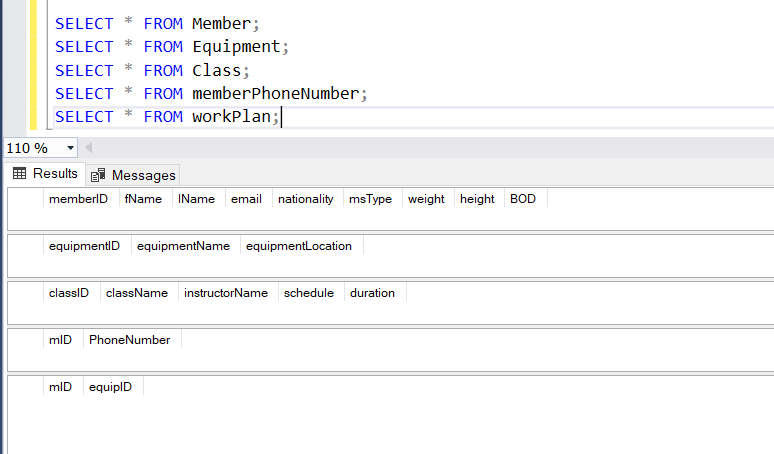 SELECT * FROM Member;
SELECT * FROM Equipment;
SELECT * FROM Class;
SELECT * FROM memberPhoneNumber;
SELECT * FROM workPlan;
110 %
Results Messages
memberID fName lName email nationality msType weight height BOD
equipmentID equipmentName equipmentLocation
classID className instructorName schedule duration
mID PhoneNumber
mID equipID